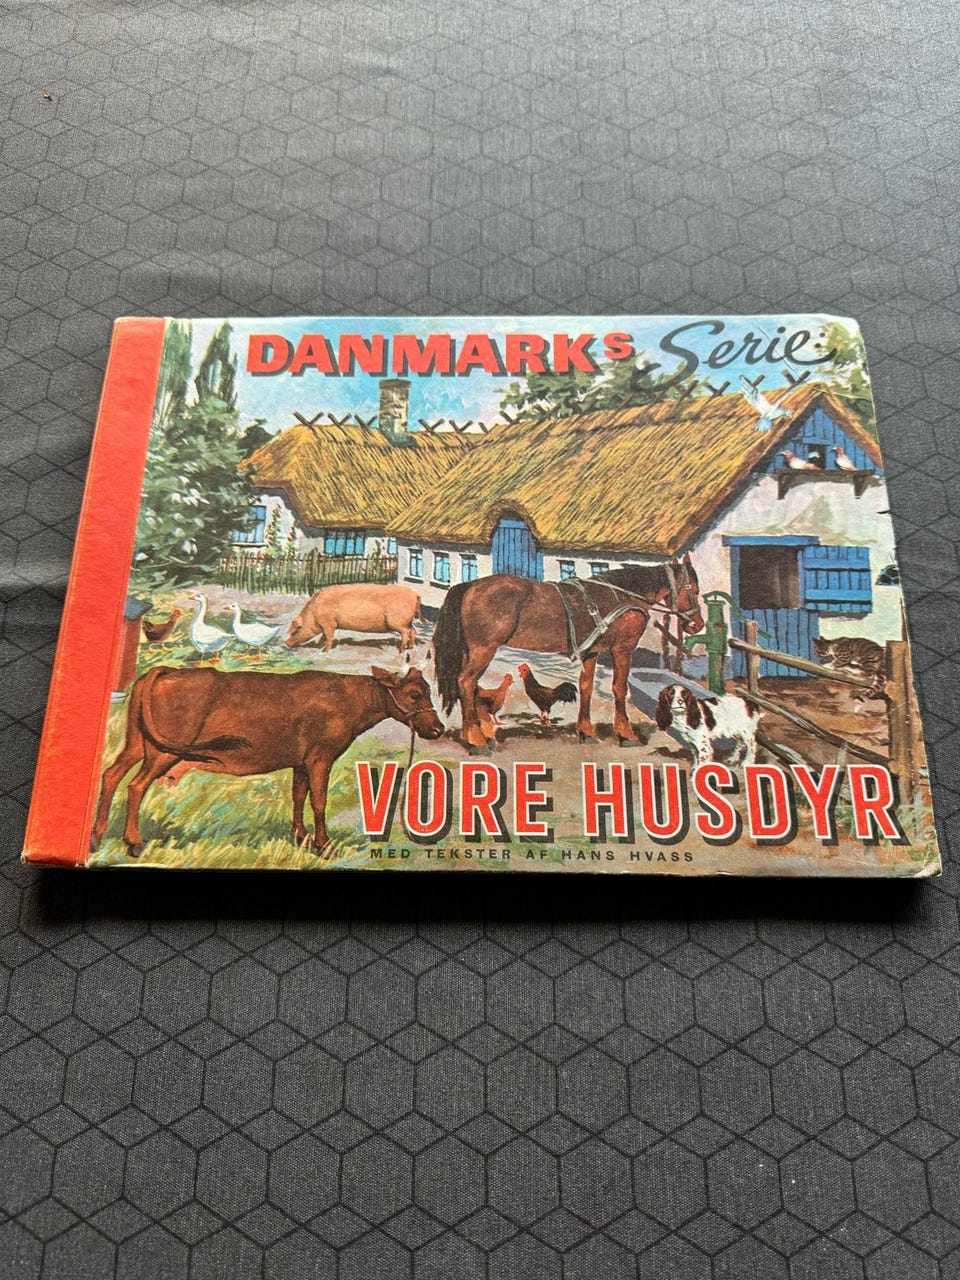 DANMARKs Serie:
VORE HUSDYR
MED TEKSTER AF HANS HVASS